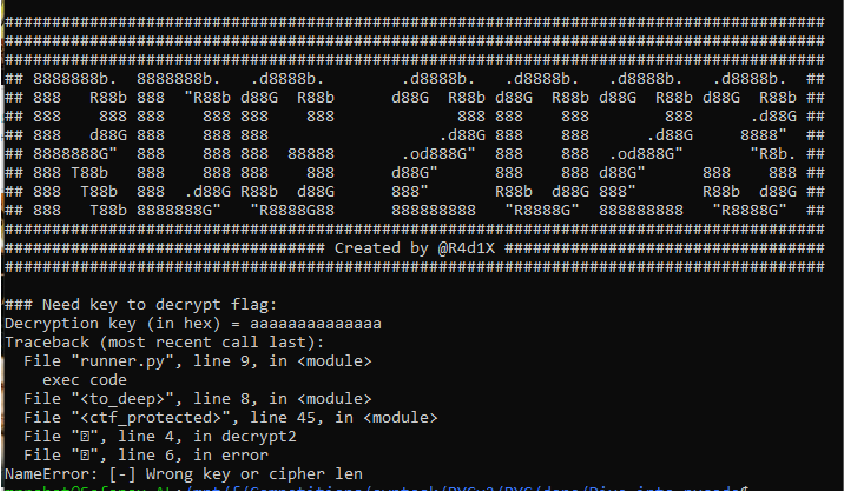 ########################################################################################
########################################################################################
########################################################################################
## 8888888b.  8888888b.   .d8888b.        .d8888b.   .d8888b.   .d8888b.   .d8888b.  ##
## 888   R88b 888  "R88b d88G  R88b      d88G  R88b d88G  R88b d88G  R88b d88G  R88b ##
## 888    888 888    888 888    888             888 888    888        888      .d88G ##
## 888   d88G 888    888 888                  .d88G 888    888      .d88G     8888"  ##
## 8888888G"  888    888 888  88888       .od888G"  888    888  .od888G"       "R8b. ##
## 888 T88b   888    888 888    888      d88G"      888    888 d88G"      888    888 ##
## 888  T88b  888  .d88G R88b  d88G      888"       R88b  d88G 888"       R88b  d88G ##
## 888   T88b 8888888G"   "R8888G88      888888888   "R8888G"  888888888   "R8888G"  ##
########################################################################################
################################## Created by @R4d1X ##################################
########################################################################################
### Need key to decrypt flag:
Decryption key (in hex) = aaaaaaaaaaaaaa
Traceback (most recent call last):
  File "runner.py", line 9, in <module>
    exec code
  File "<to_deep>", line 8, in <module>
  File "<ctf_protected>", line 45, in <module>
  File "⍰", line 4, in decrypt2
  File "⍰", line 6, in error
NameError: [-] Wrong key or cipher len